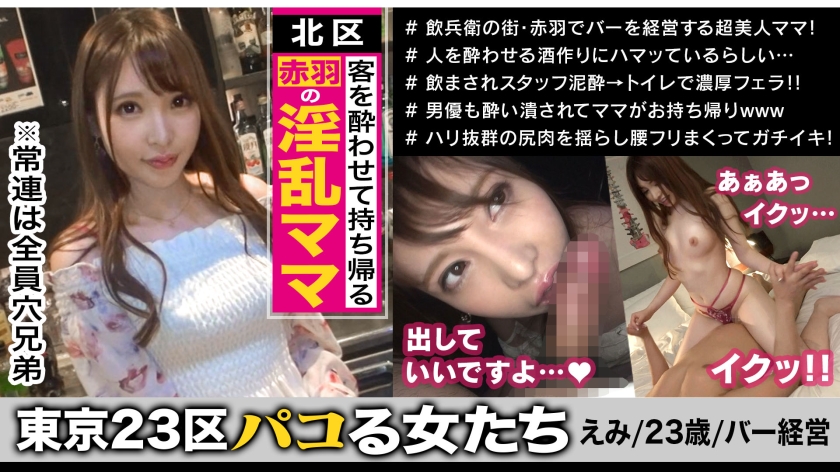 北区
客を酔わせて持ち帰る
赤羽の淫乱ママ
※常連は全員穴兄弟
# 飲兵衛の街・赤羽でバーを経営する超美人ママ!
# 人を酔わせる酒作りにハマッているらしい…
# 飲まされスタッフ泥酔→トイレで濃厚フェラ!!
# 男優も酔い潰されてママがお持ち帰りwww
# ハリ抜群の尻肉を揺らし腰フリまくってガチイキ!
出して
いいですよ…♥
あぁあっ
イクッ…
イクッ!!
東京23区パコる女たち
えみ/23歳/バー経営